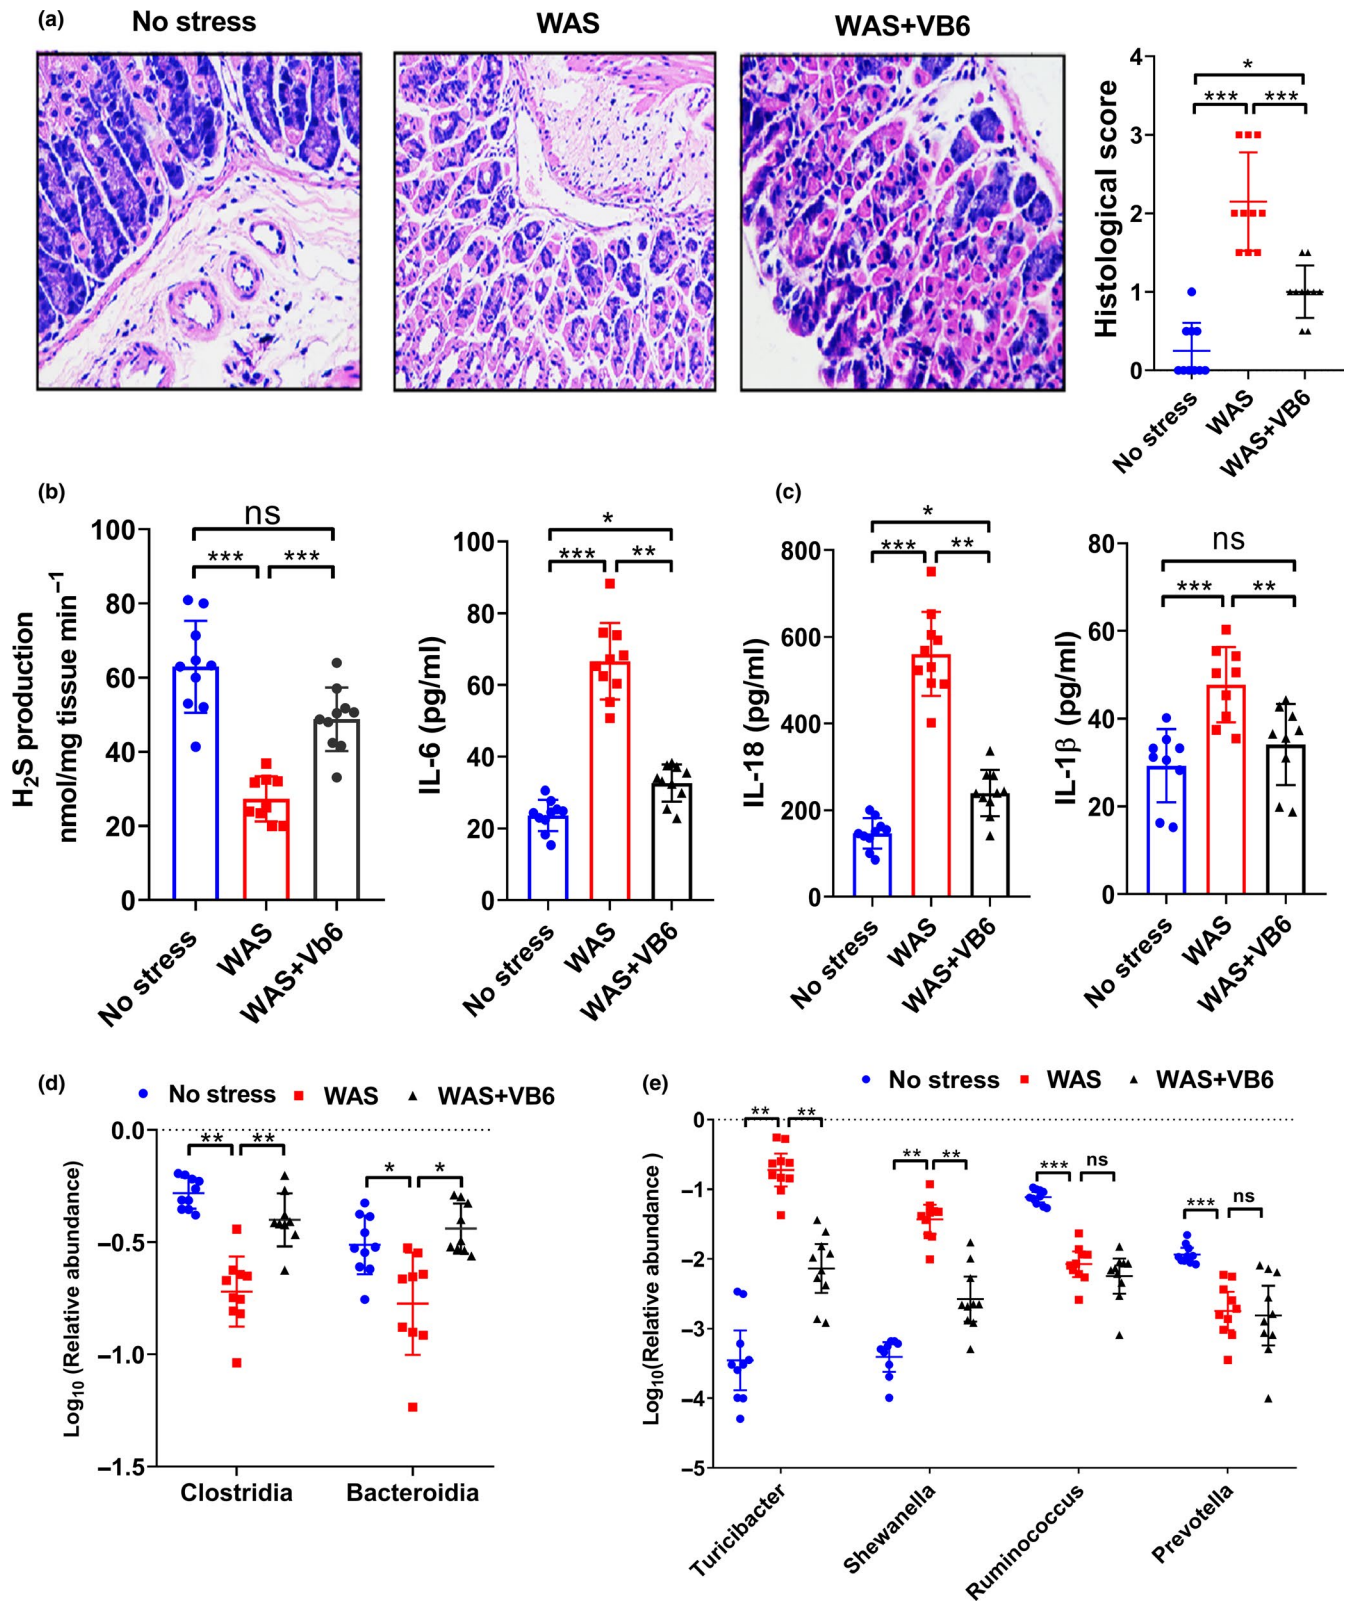 (a)
No stress
WAS
WAS+VB6
Histological score
4
3
2
1
0
*
***
***
No stress
WAS
WAS+VB6
(b)
H2S production
nmol/mg tissue min−1
100
80
60
40
20
0
ns
***
***
No stress
WAS
WAS+Vb6
IL-6 (pg/ml)
100
80
60
40
20
0
*
***
**
No stress
WAS
WAS+VB6
(c)
IL-18 (pg/ml)
800
600
400
200
0
*
***
**
No stress
WAS
WAS+VB6
IL-1β (pg/ml)
80
60
40
20
0
ns
***
**
No stress
WAS
WAS+VB6
(d)
No stress
WAS
WAS+VB6
Log10 (Relative abundance)
0.0
−0.5
−1.0
−1.5
**
**
*
*
Clostridia
Bacteroidia
(e)
No stress
WAS
WAS+VB6
Log10(Relative abundance )
0
−1
−2
−3
−4
−5
**
**
**
**
***
ns
***
ns
Turicibacter
Shewanella
Ruminococcus
Prevotella